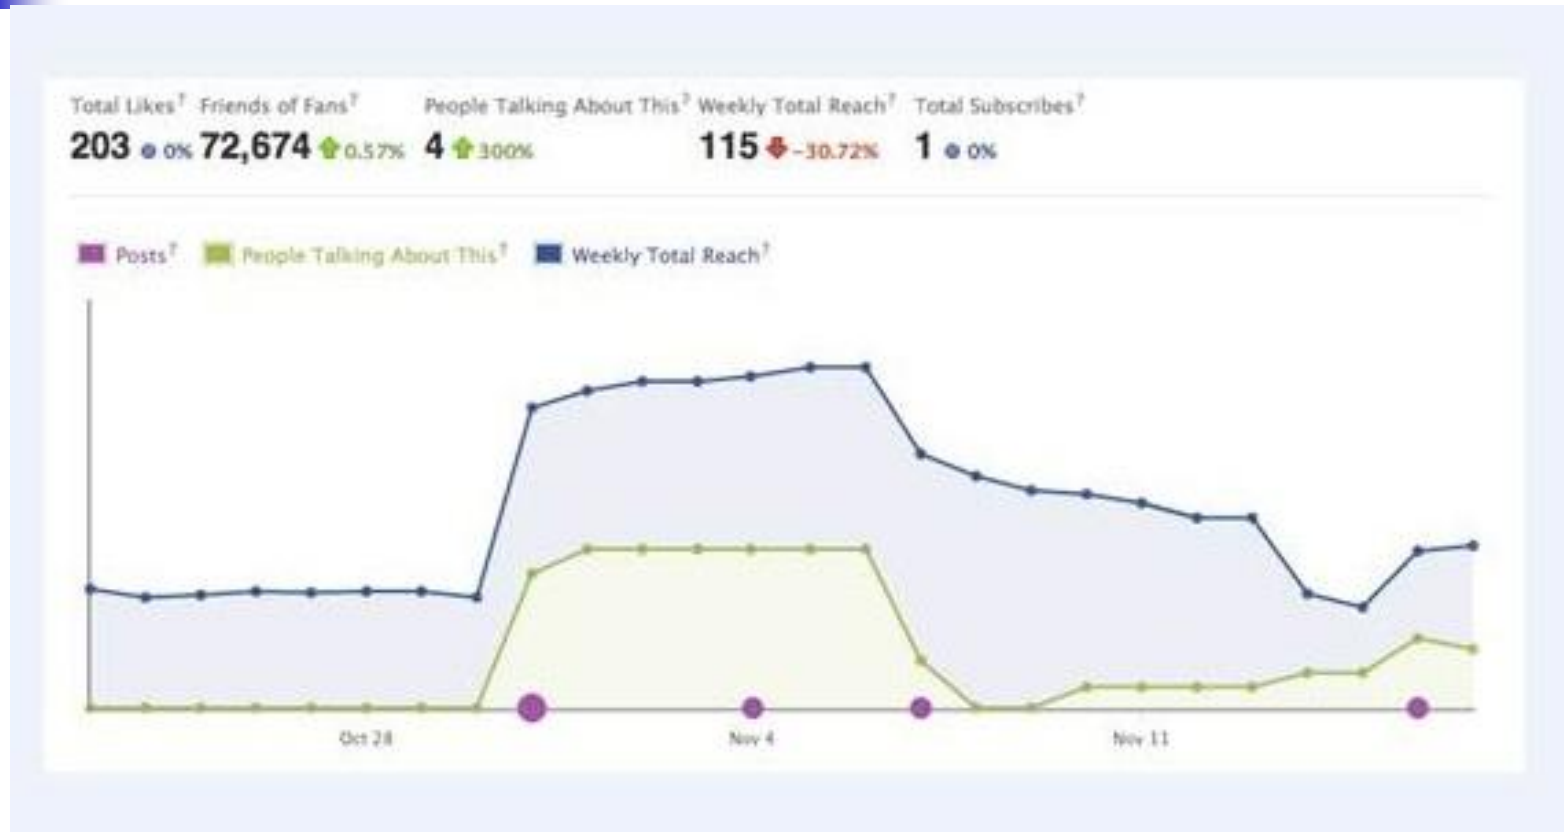 Total Likes? Friends of Fans? People Talking About This? Weekly Total Reach? Total Subscribes?
203 0% 72,674 0.57% 4 300% 115 -30.72% 1 0%
Posts? People Talking About This? Weekly Total Reach?
Oct 28 Nov 4 Nov 11